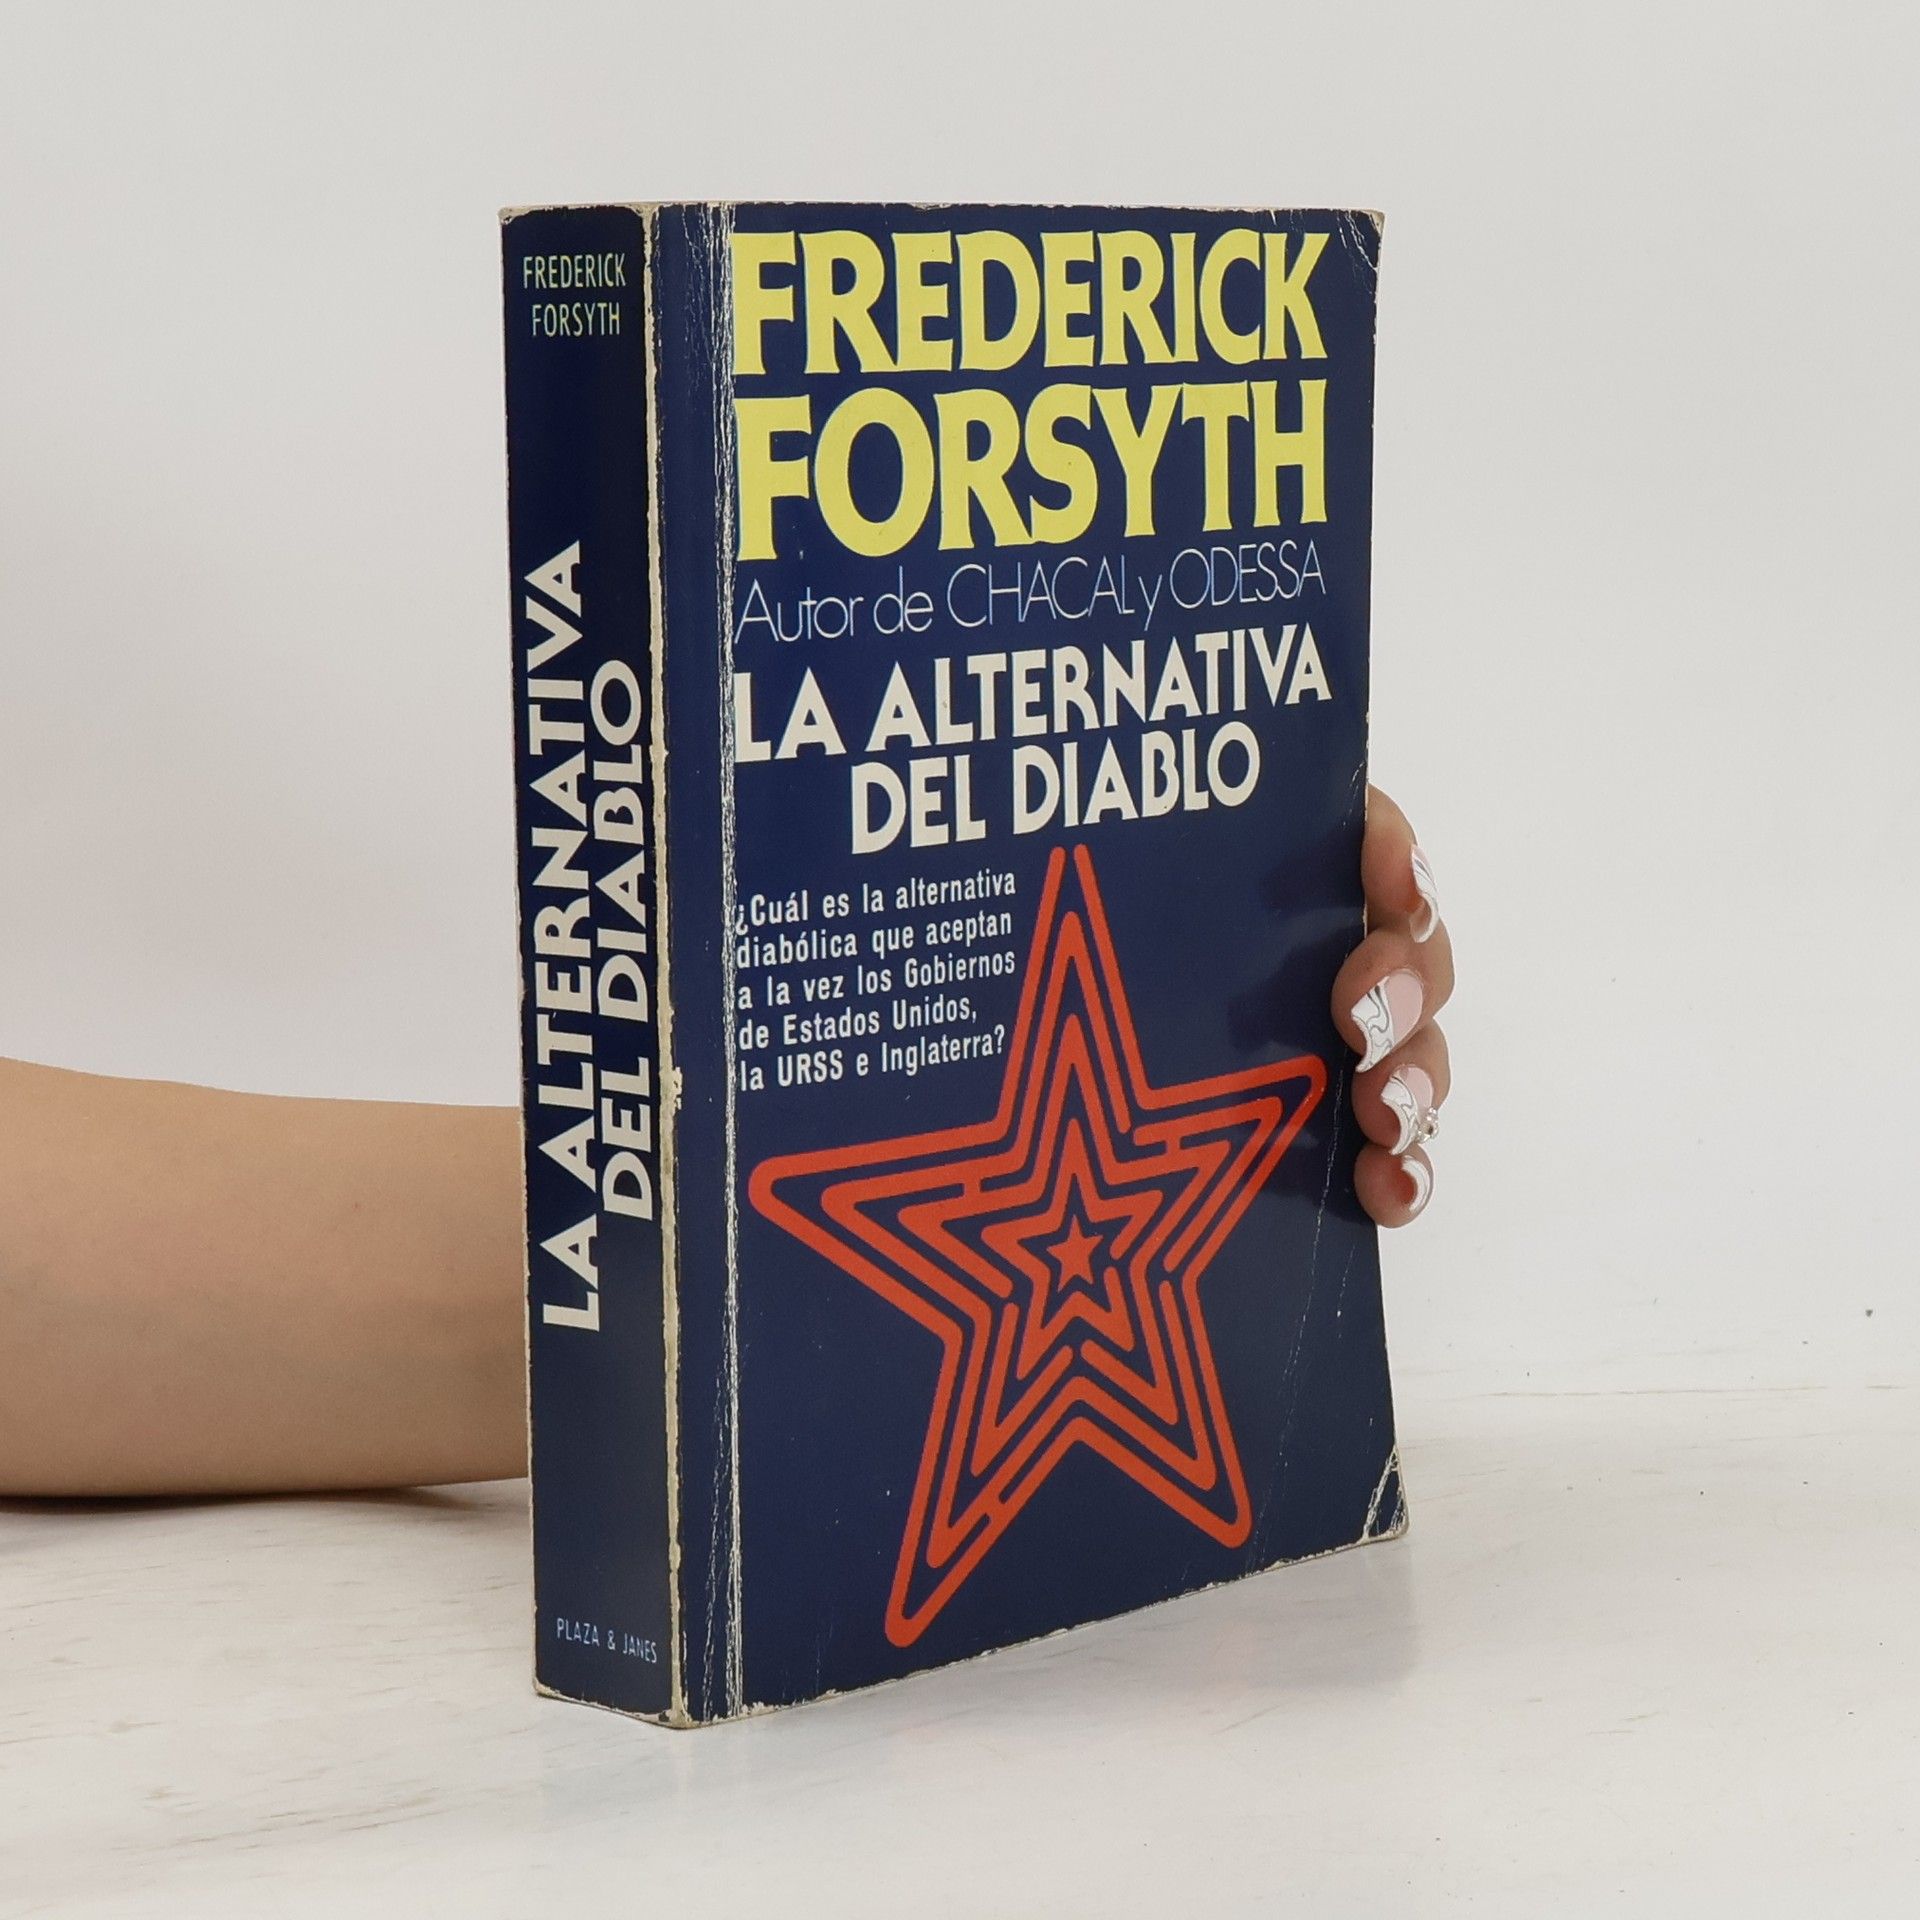 FREDERICK
FORSYTH
LA ALTERNATIVA
DEL DIABLO
PLAZA & JANES
FREDERICK
FORSYTH
Autor de CHACAL y ODESSA
LA ALTERNATIVA
DEL DIABLO
¿Cuál es la alternativa
diabólica que aceptan
a la vez los Gobiernos
de Estados Unidos,
la URSS e Inglaterra?